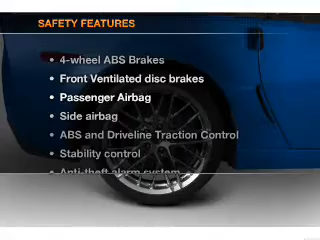 SAFETY FEATURES
• 4-wheel ABS Brakes
• Front Ventilated disc brakes
• Passenger Airbag
• Side airbag
• ABS and Driveline Traction Control
• Stability control
• Anti-theft alarm system